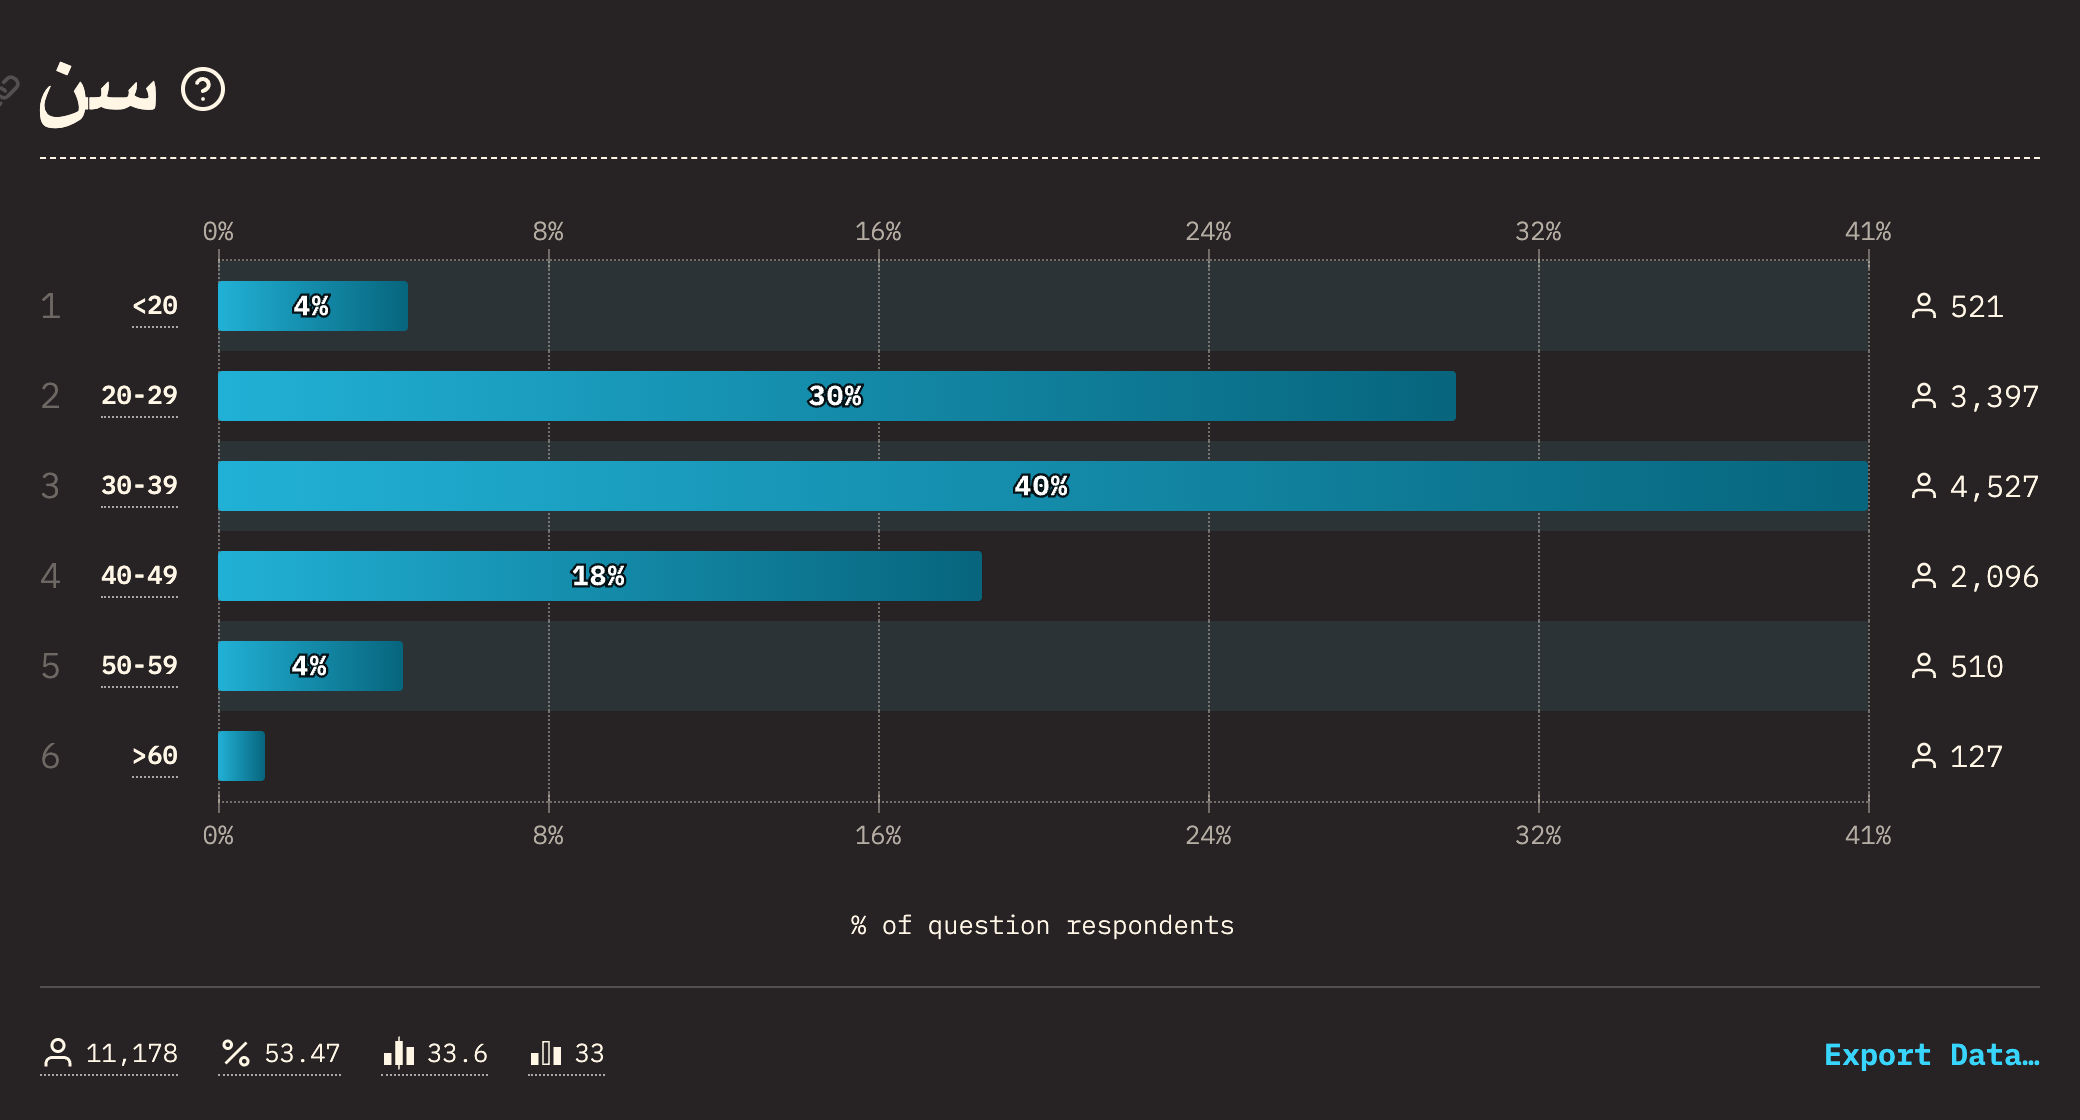 سن
0% 8% 16% 24% 32% 41%
1 <20 4% 521
2 20-29 30% 3,397
3 30-39 40% 4,527
4 40-49 18% 2,096
5 50-59 4% 510
6 >60 127
0% 8% 16% 24% 32% 41%
% of question respondents
11,178 % 53.47 33.6 33 Export Data…